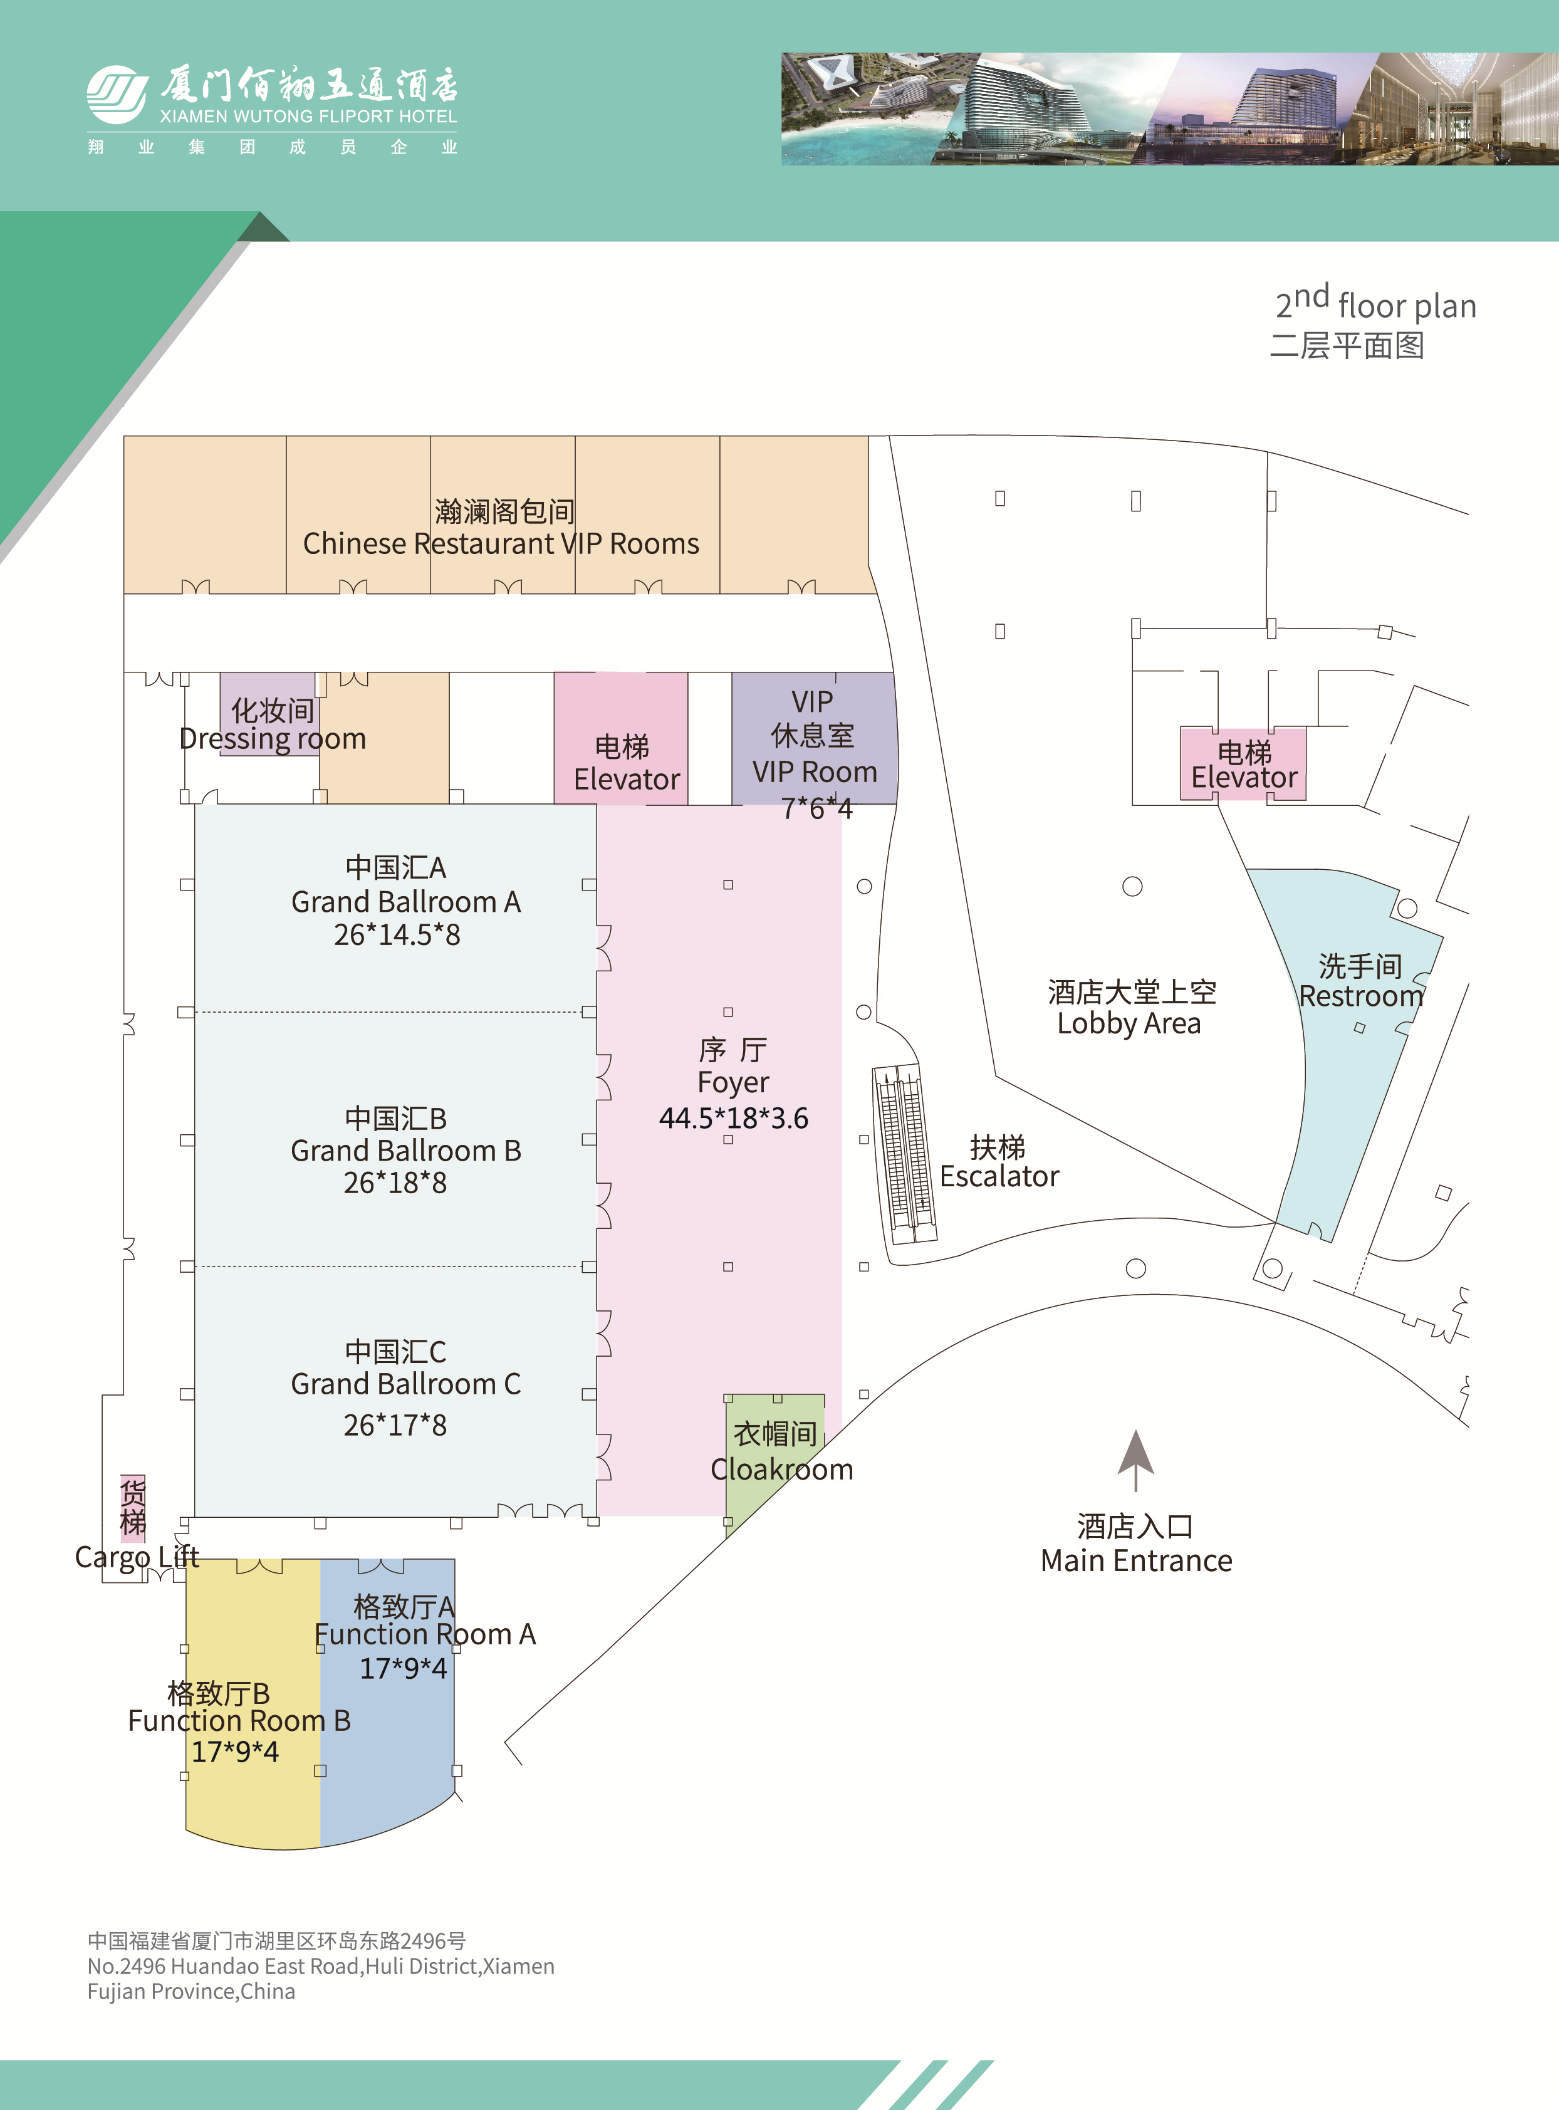 厦门佰翔五通酒店
XIAMEN WUTONG FLIPORT HOTEL
翔业集团成员企业
2nd floor plan
二层平面图
瀚澜阁包间
Chinese Restaurant VIP Rooms
化妆间
Dressing room
电梯
Elevator
VIP
休息室
VIP Room
7*6*4
电梯
Elevator
中国汇A
Grand Ballroom A
26*14.5*8
洗手间
Restroom
酒店大堂上空
Lobby Area
序 厅
Foyer
44.5*18*3.6
中国汇B
Grand Ballroom B
26*18*8
扶梯
Escalator
中国汇C
Grand Ballroom C
26*17*8
衣帽间
Cloakroom
货
梯
Cargo Lift
酒店入口
Main Entrance
格致厅A
Function Room A
17*9*4
格致厅B
Function Room B
17*9*4
中国福建省厦门市湖里区环岛东路2496号
No.2496 Huandao East Road,Huli District,Xiamen
Fujian Province,China